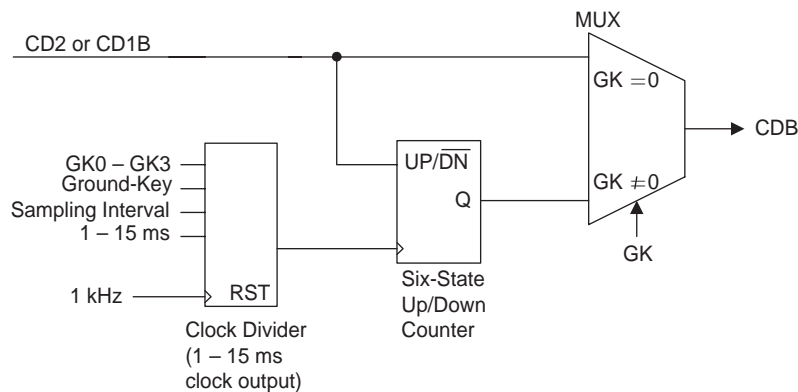 MUX
CD2 or CD1B
GK = 0
CDB
GK0 – GK3
Ground-Key
Sampling Interval
1 – 15 ms
UP/DN
Q
GK ≠ 0
GK
1 kHz
RST
Six-State
Up/Down
Counter
Clock Divider
(1 – 15 ms
clock output)